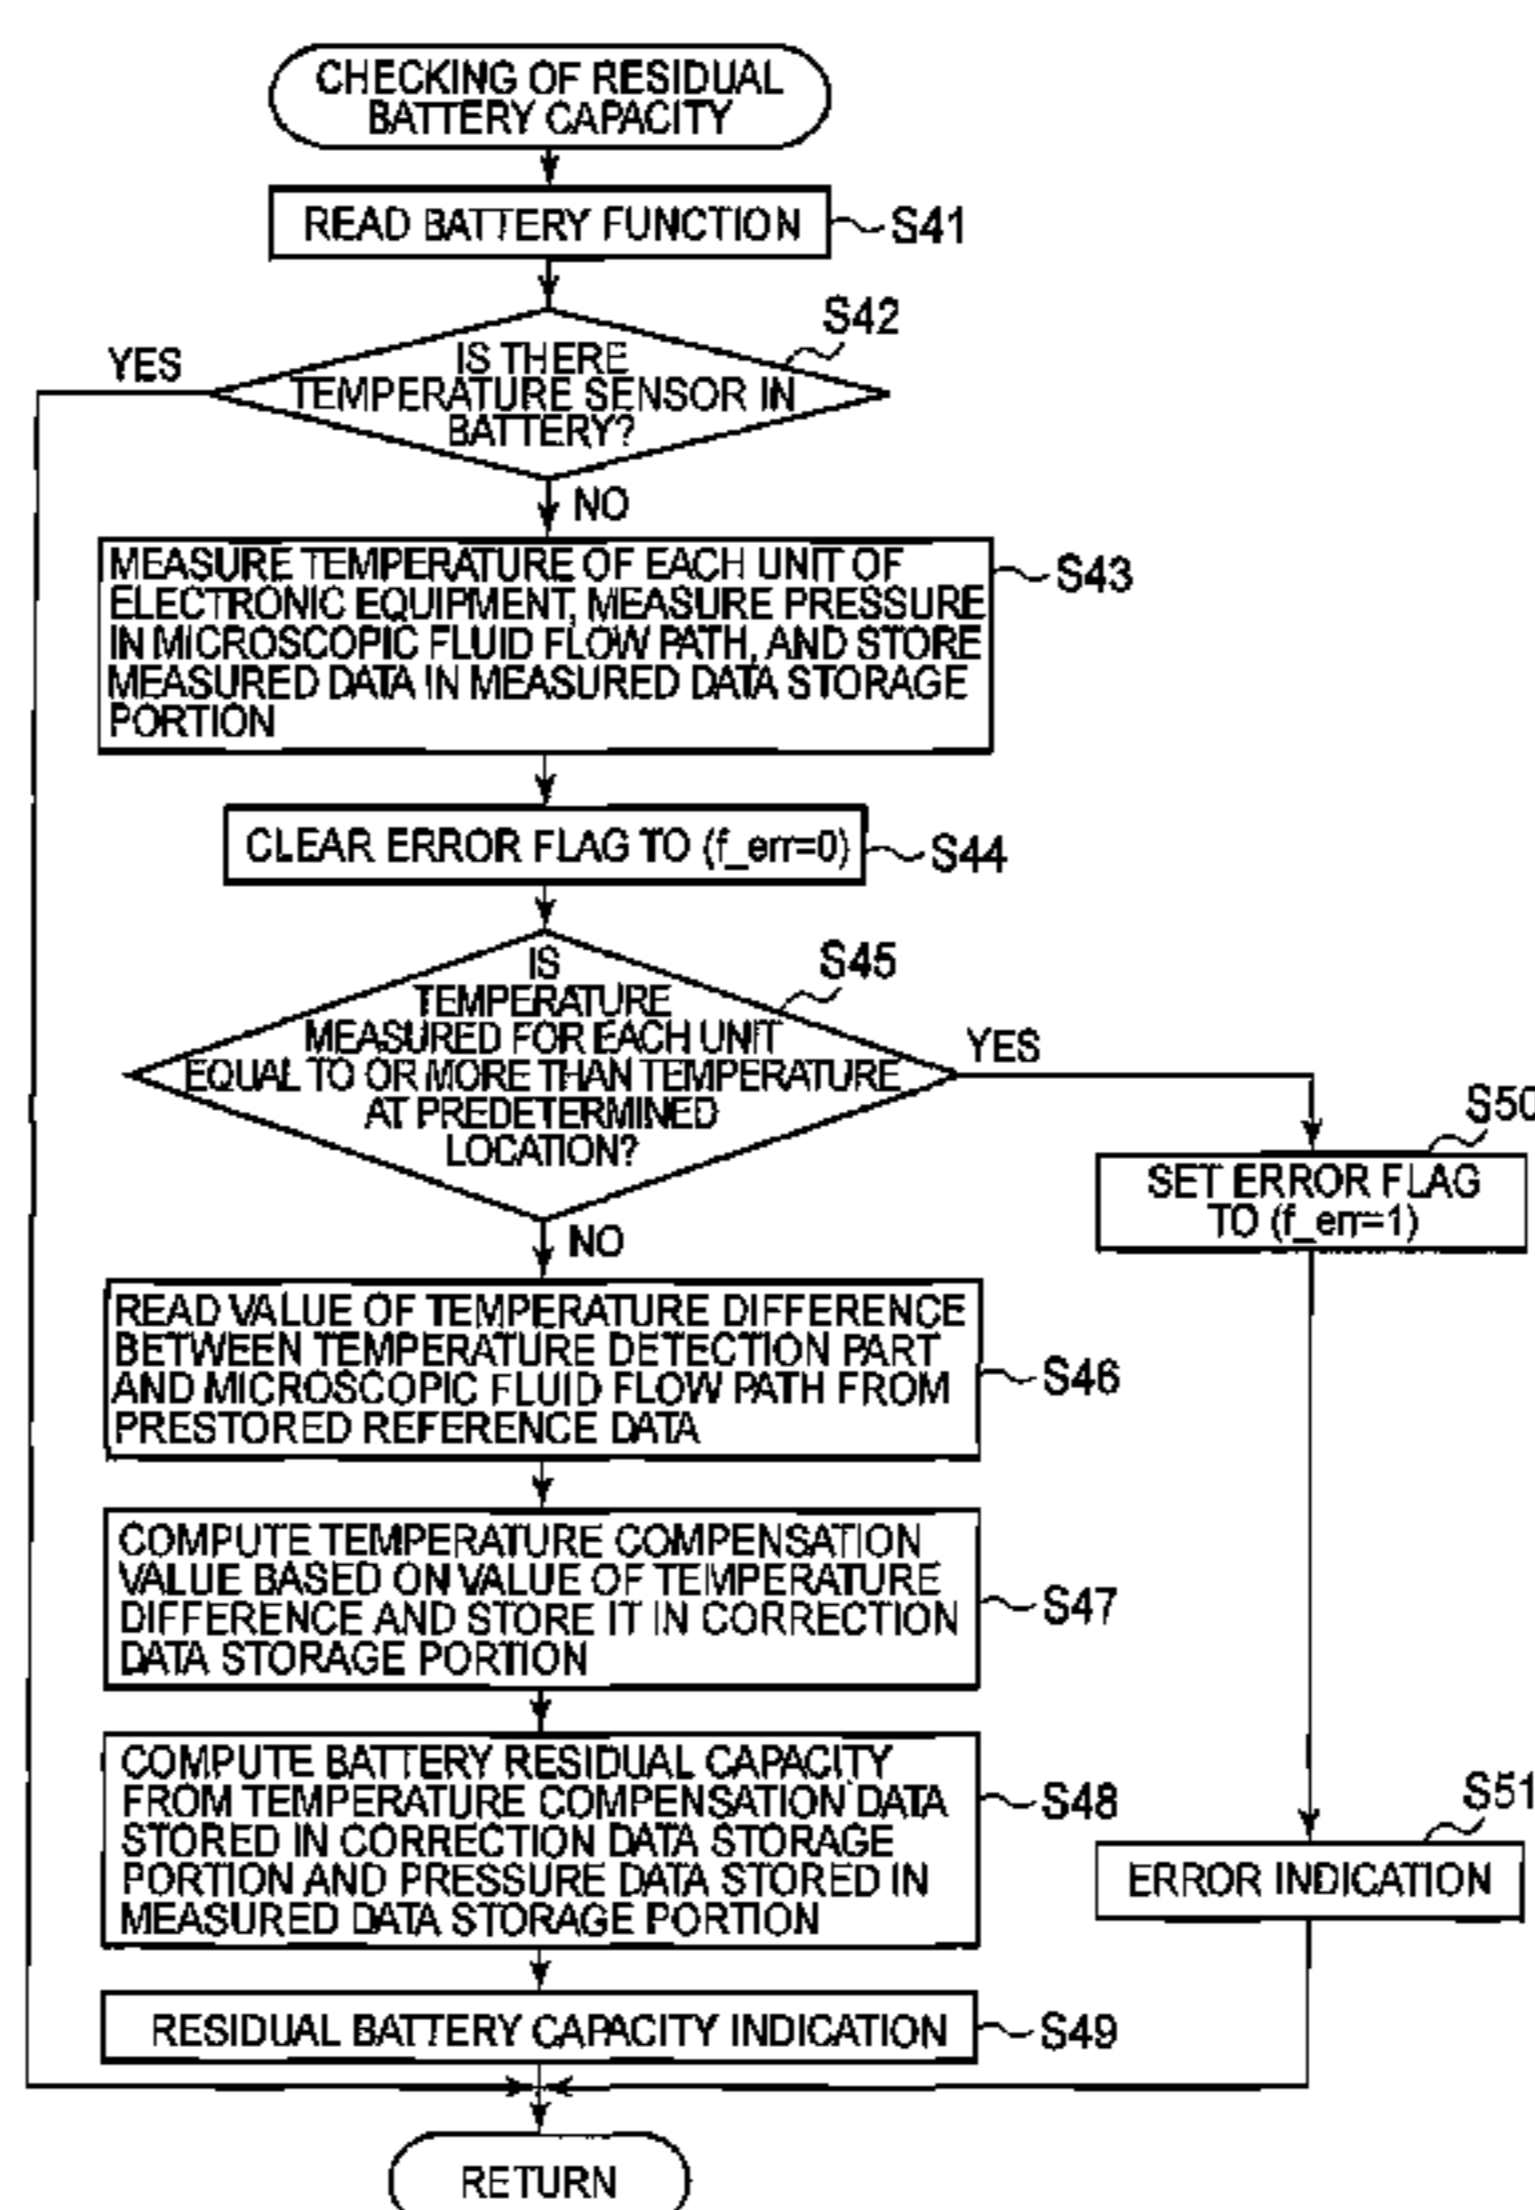 CHECKING OF RESIDUAL
BATTERY CAPACITY
READ BATTERY FUNCTION
S41
S42
YES
IS THERE
TEMPERATURE SENSOR IN
BATTERY?
NO
MEASURE TEMPERATURE OF EACH UNIT OF
ELECTRONIC EQUIPMENT, MEASURE PRESSURE
IN MICROSCOPIC FLUID FLOW PATH, AND STORE
MEASURED DATA IN MEASURED DATA STORAGE
PORTION
S43
CLEAR ERROR FLAG TO (f_err=0)
S44
S45
IS
TEMPERATURE
MEASURED FOR EACH UNIT
EQUAL TO OR MORE THAN TEMPERATURE
AT PREDETERMINED
LOCATION?
YES
NO
S50
SET ERROR FLAG
TO (f_err=1)
READ VALUE OF TEMPERATURE DIFFERENCE
BETWEEN TEMPERATURE DETECTION PART
AND MICROSCOPIC FLUID FLOW PATH FROM
PRESTORED REFERENCE DATA
S46
COMPUTE TEMPERATURE COMPENSATION
VALUE BASED ON VALUE OF TEMPERATURE
DIFFERENCE AND STORE IT IN CORRECTION
DATA STORAGE PORTION
S47
COMPUTE BATTERY RESIDUAL CAPACITY
FROM TEMPERATURE COMPENSATION DATA
STORED IN CORRECTION DATA STORAGE
PORTION AND PRESSURE DATA STORED IN
MEASURED DATA STORAGE PORTION
S48
S51
ERROR INDICATION
RESIDUAL BATTERY CAPACITY INDICATION
S49
RETURN